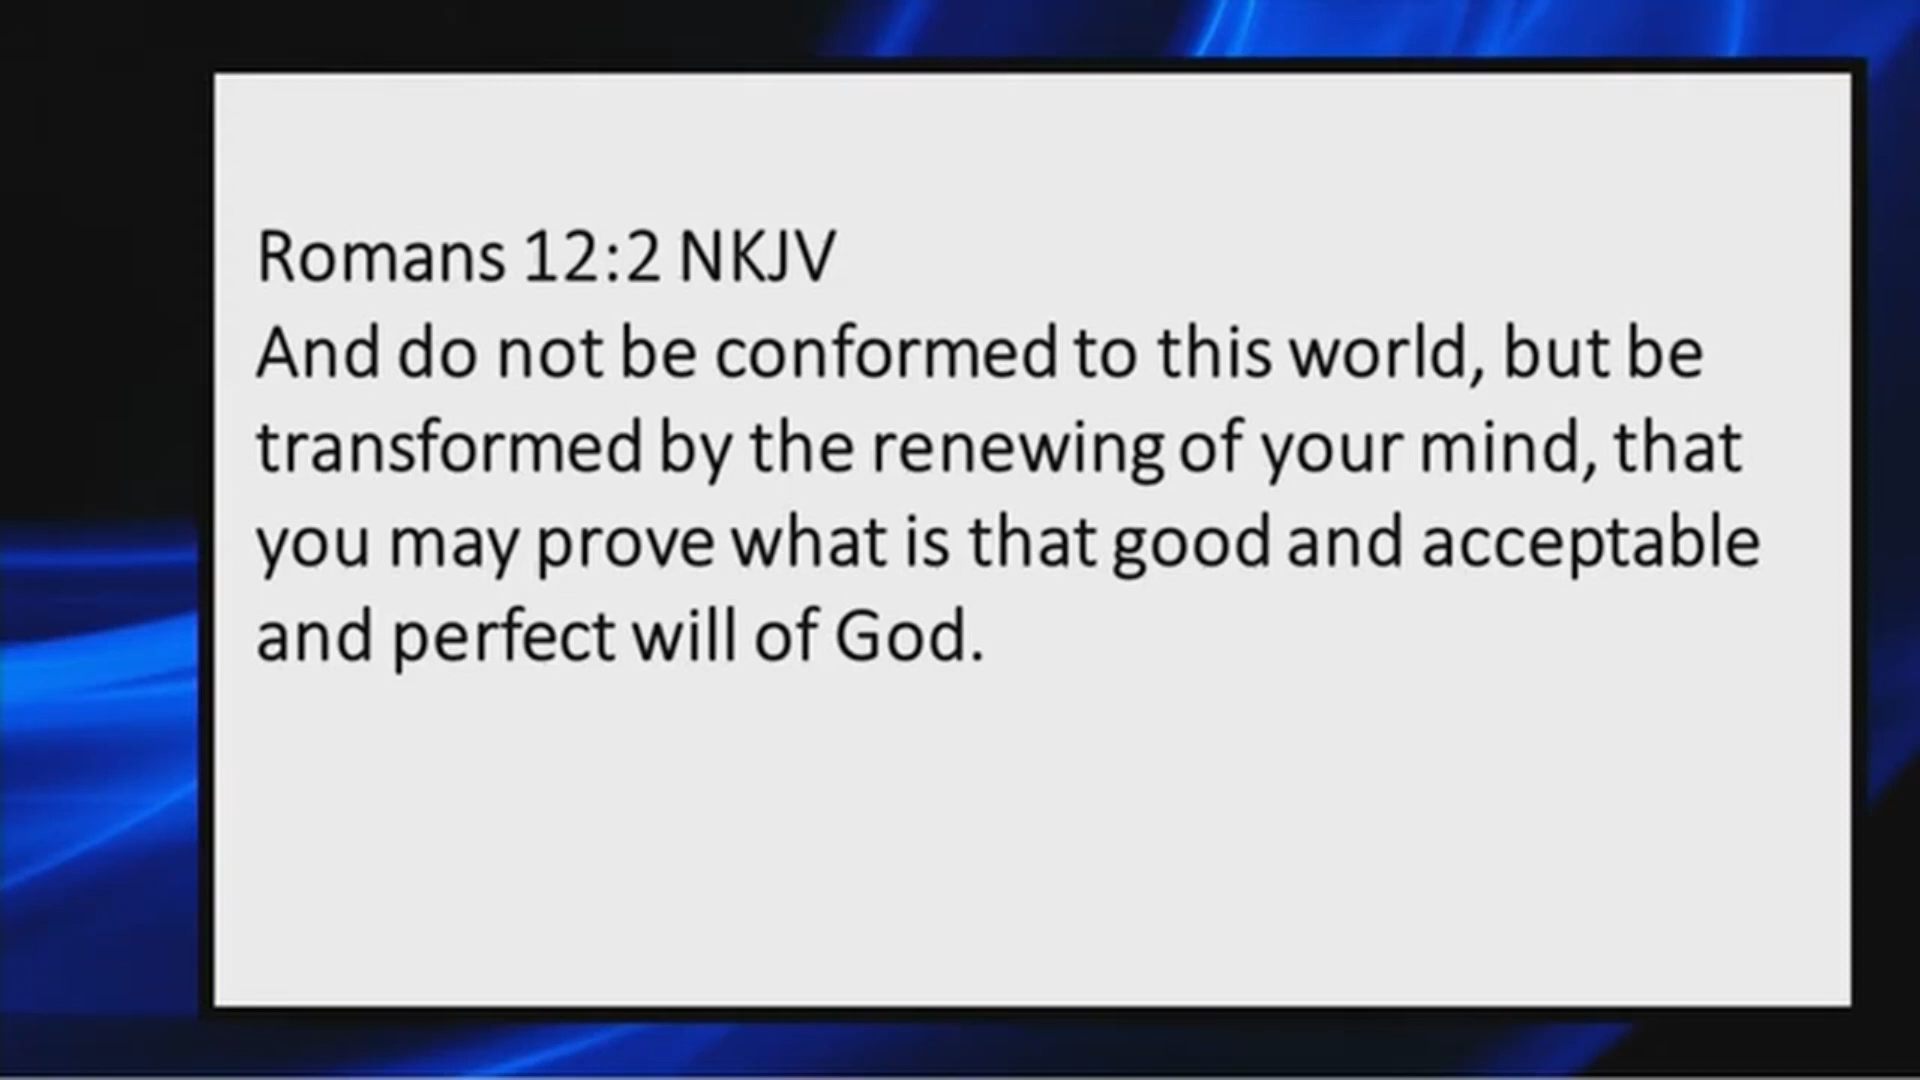 Romans 12:2 NKJV
And do not be conformed to this world, but be
transformed by the renewing of your mind, that
you may prove what is that good and acceptable
and perfect will of God.